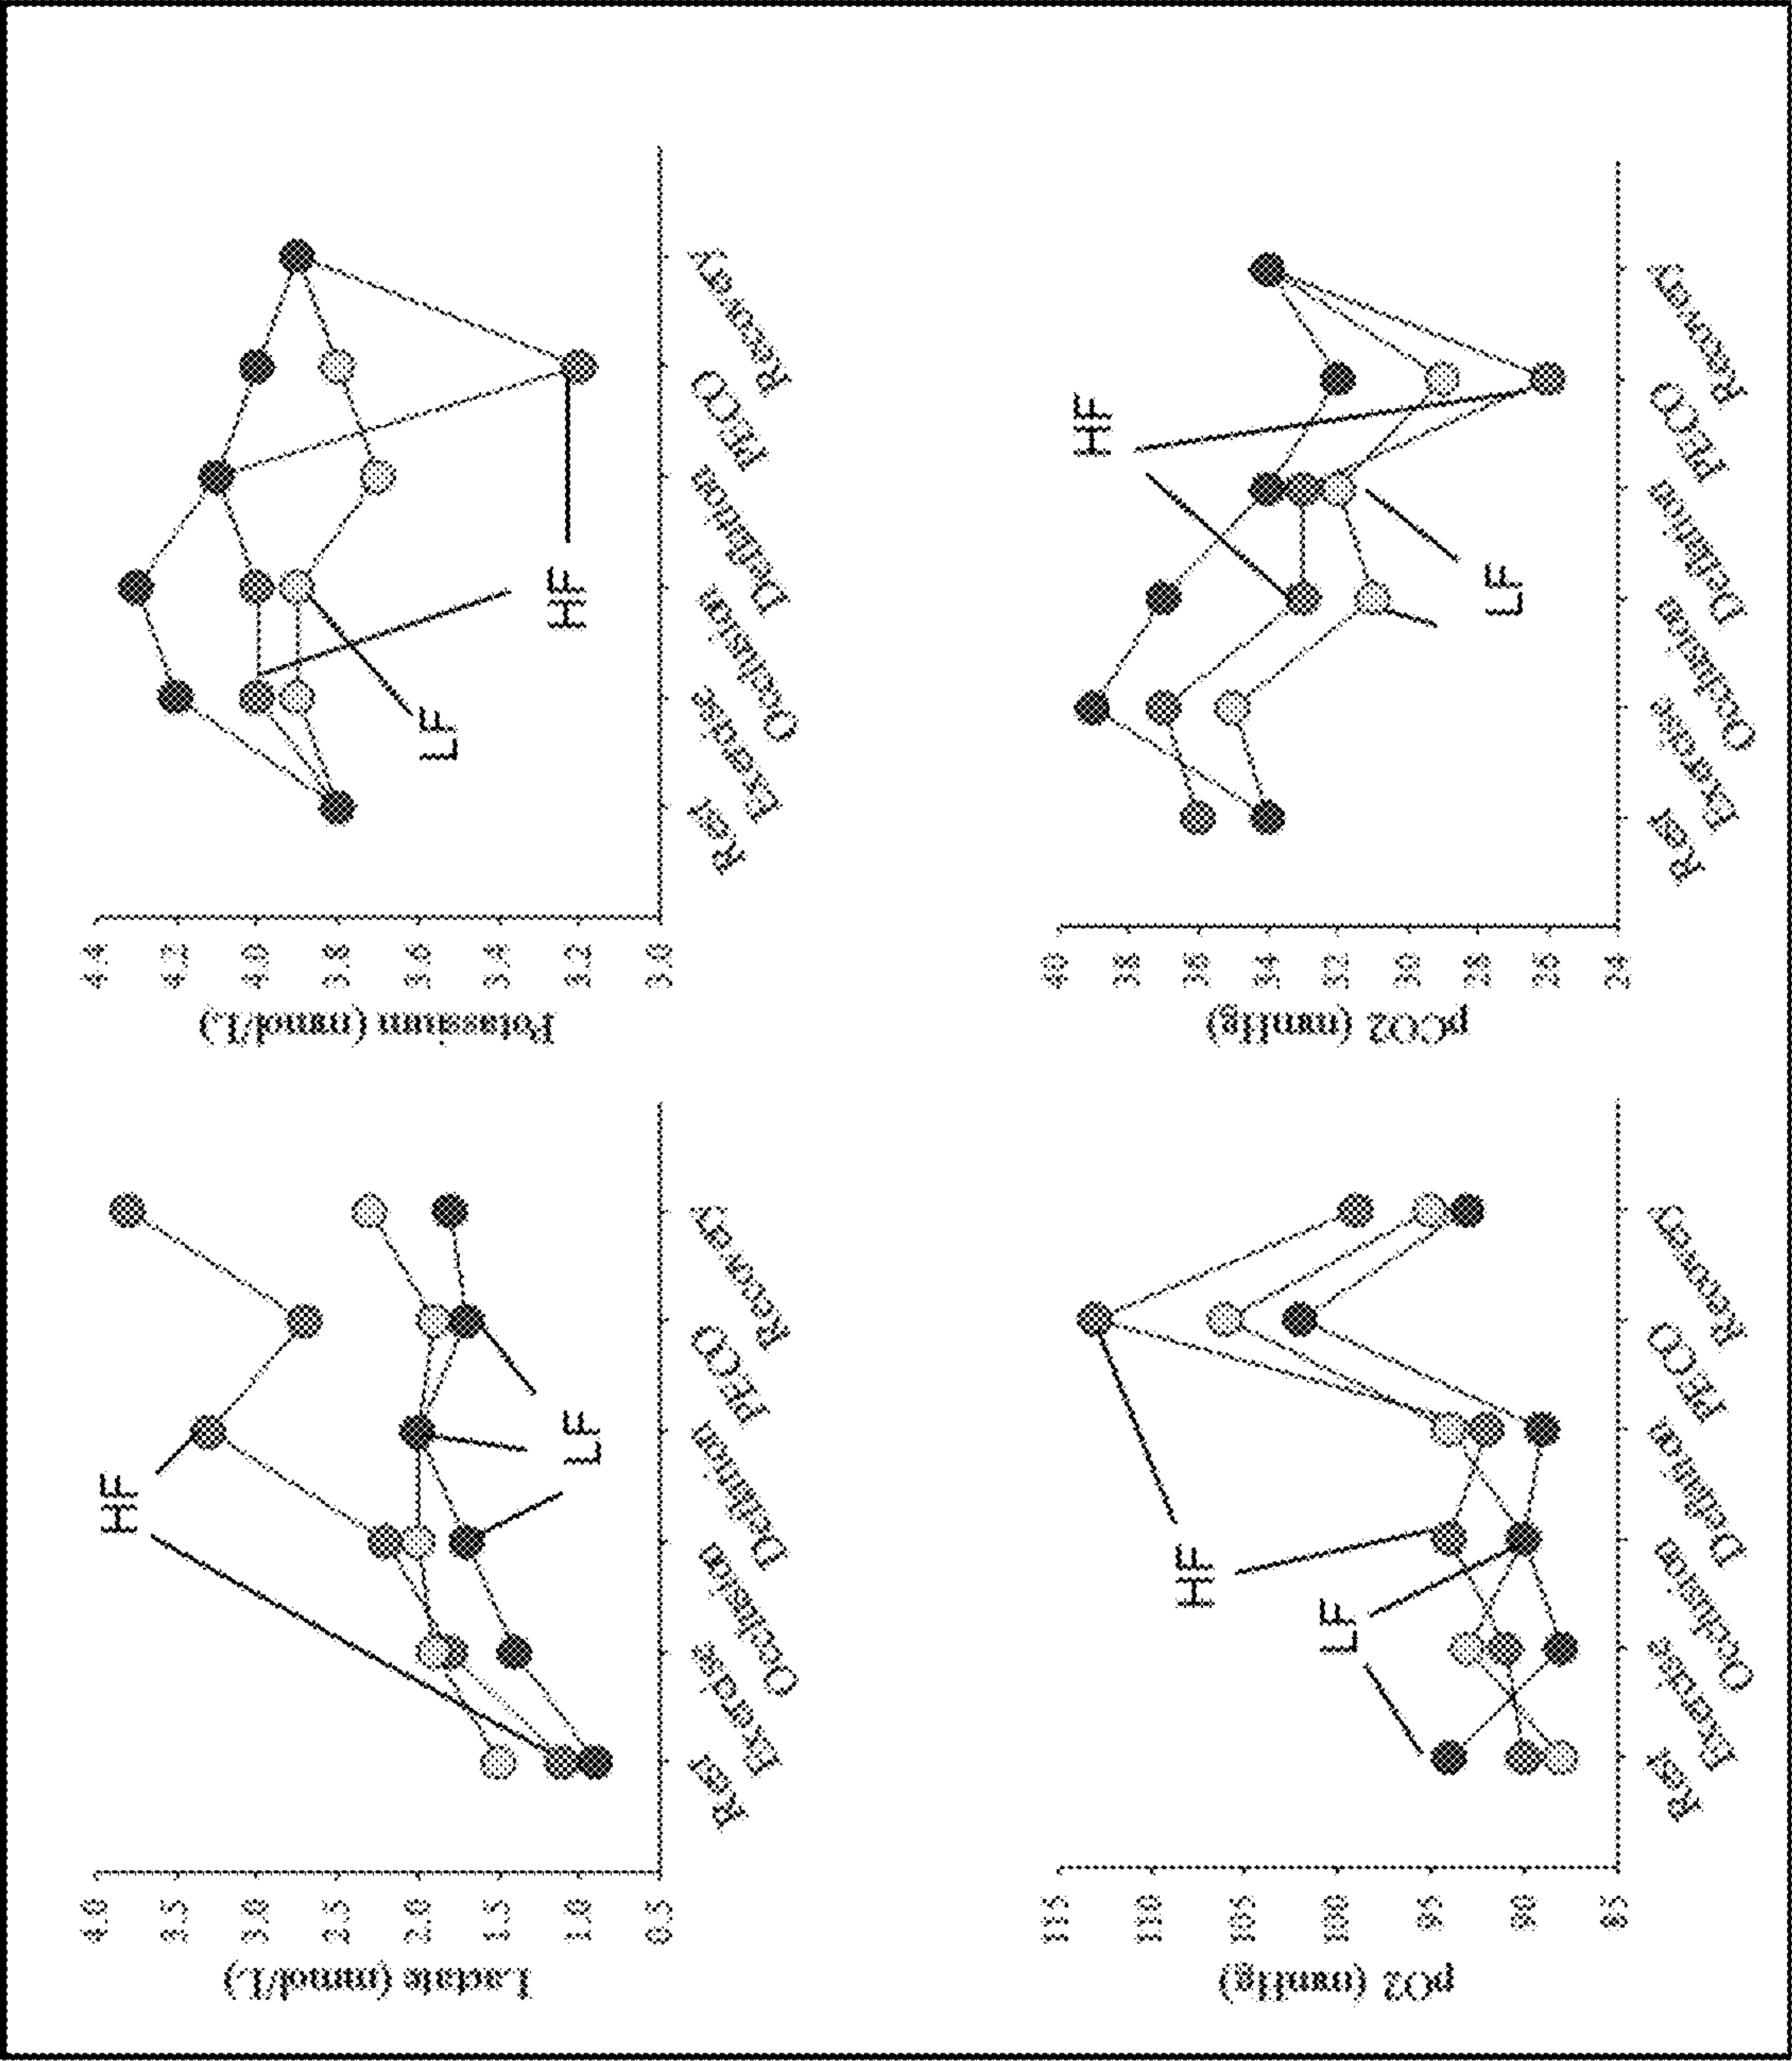 Lactate (mmol/L)
4.0
3.5
3.0
2.5
2.0
1.5
1.0
0.5
HF
LF
Rest
Exercise
Occlusion
Deflation
PECO
Recovery
Potassium (mmol/L)
4.4
4.2
4.0
3.8
3.6
3.4
3.2
3.0
LF
HF
Rest
Exercise
Occlusion
Deflation
PECO
Recovery
pO2 (mmHg)
115
110
105
100
95
90
85
HF
LF
Rest
Exercise
Occlusion
Deflation
PECO
Recovery
pCO2 (mmHg)
40
38
36
34
32
30
28
26
24
HF
LF
Rest
Exercise
Occlusion
Deflation
PECO
Recovery